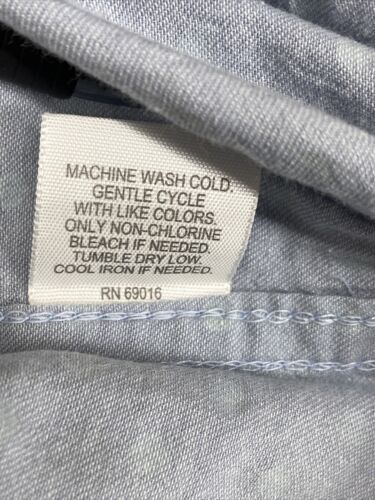 MACHINE WASH COLD.
GENTLE CYCLE
WITH LIKE COLORS.
ONLY NON-CHLORINE
BLEACH IF NEEDED.
TUMBLE DRY LOW.
COOL IRON IF NEEDED.
RN 69016